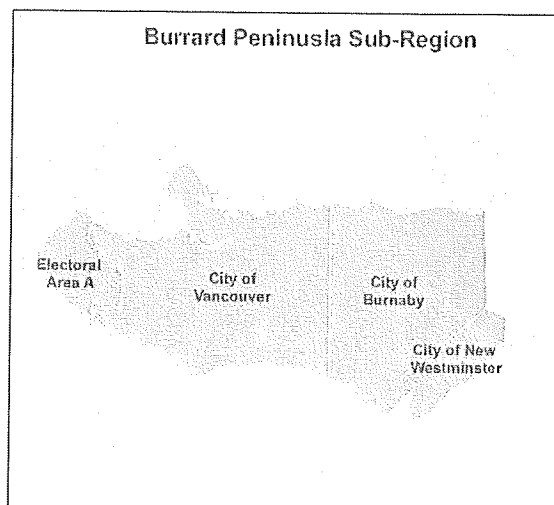 Burrard Peninusla Sub-Region
Electoral
Area A
City of
Vancouver
City of
Burnaby
City of New
Westminster